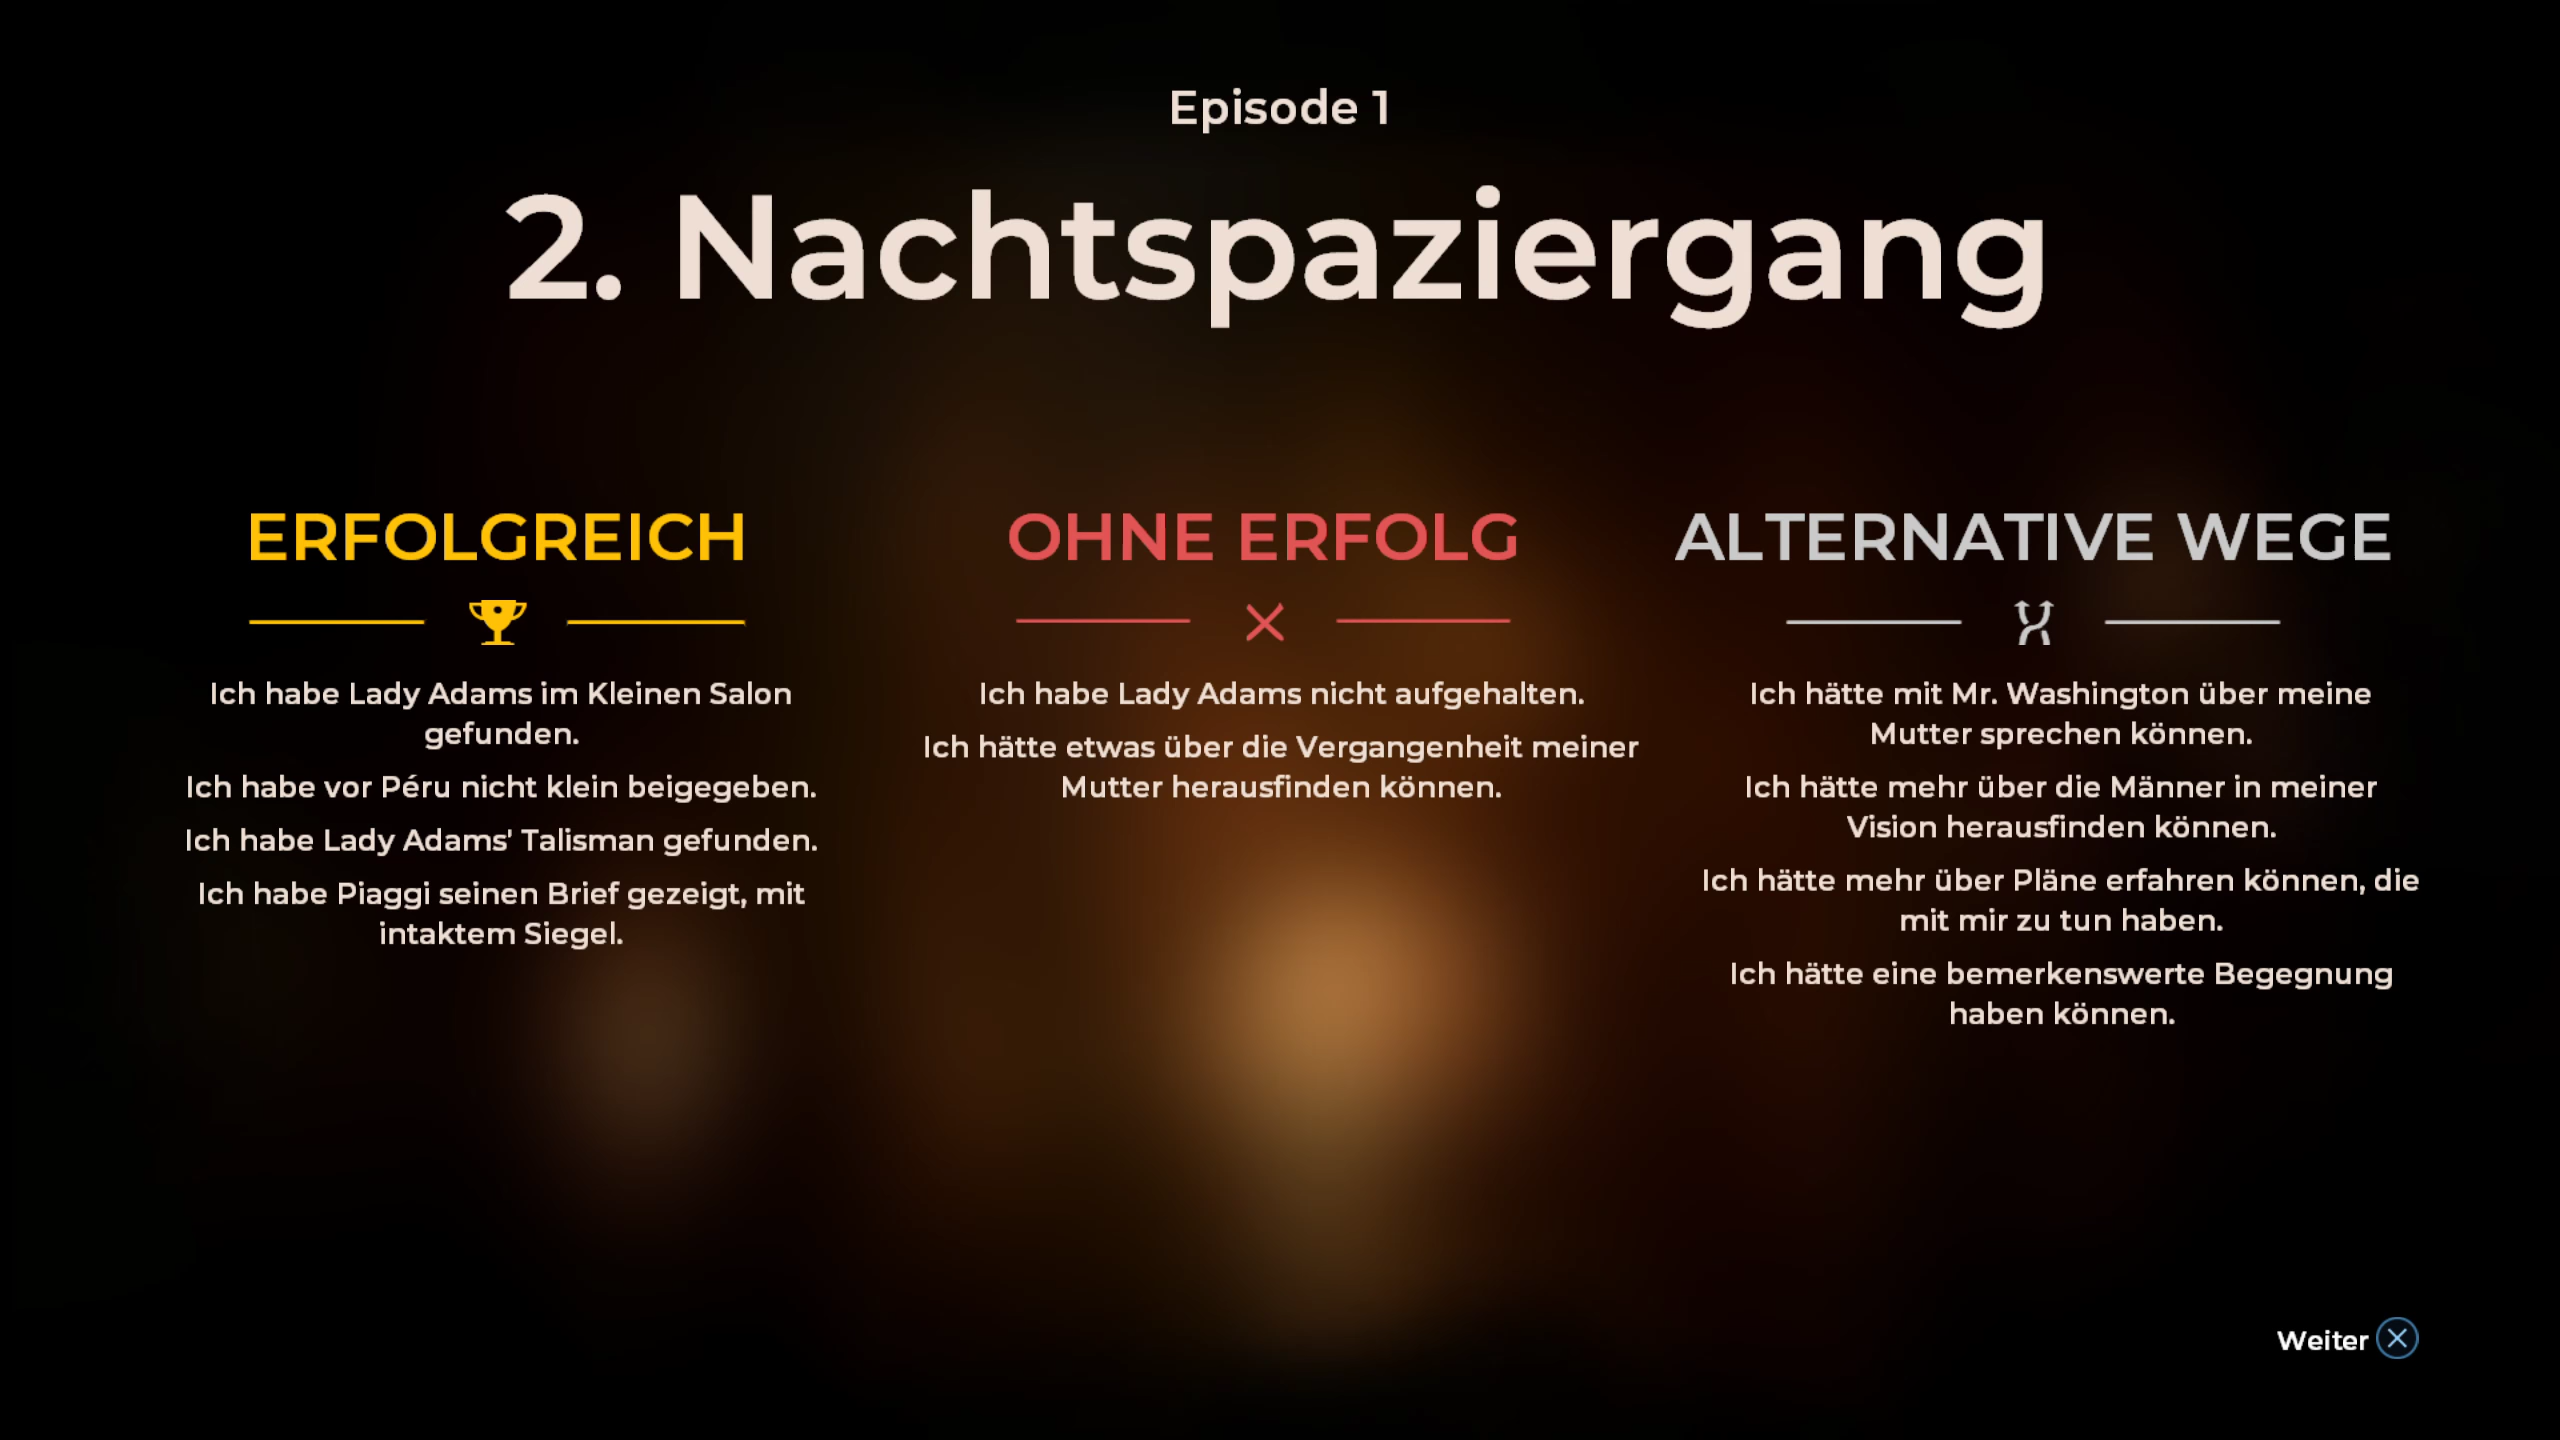 Episode 1
2. Nachtspaziergang
ERFOLGREICH
Ich habe Lady Adams im Kleinen Salon
gefunden.
Ich habe vor Péru nicht klein beigegeben.
Ich habe Lady Adams' Talisman gefunden.
Ich habe Piaggi seinen Brief gezeigt, mit
intaktem Siegel.
OHNE ERFOLG
Ich habe Lady Adams nicht aufgehalten.
Ich hätte etwas über die Vergangenheit meiner
Mutter herausfinden können.
ALTERNATIVE WEGE
Ich hätte mit Mr. Washington über meine
Mutter sprechen können.
Ich hätte mehr über die Männer in meiner
Vision herausfinden können.
Ich hätte mehr über Pläne erfahren können, die
mit mir zu tun haben.
Ich hätte eine bemerkenswerte Begegnung
haben können.
Weiter